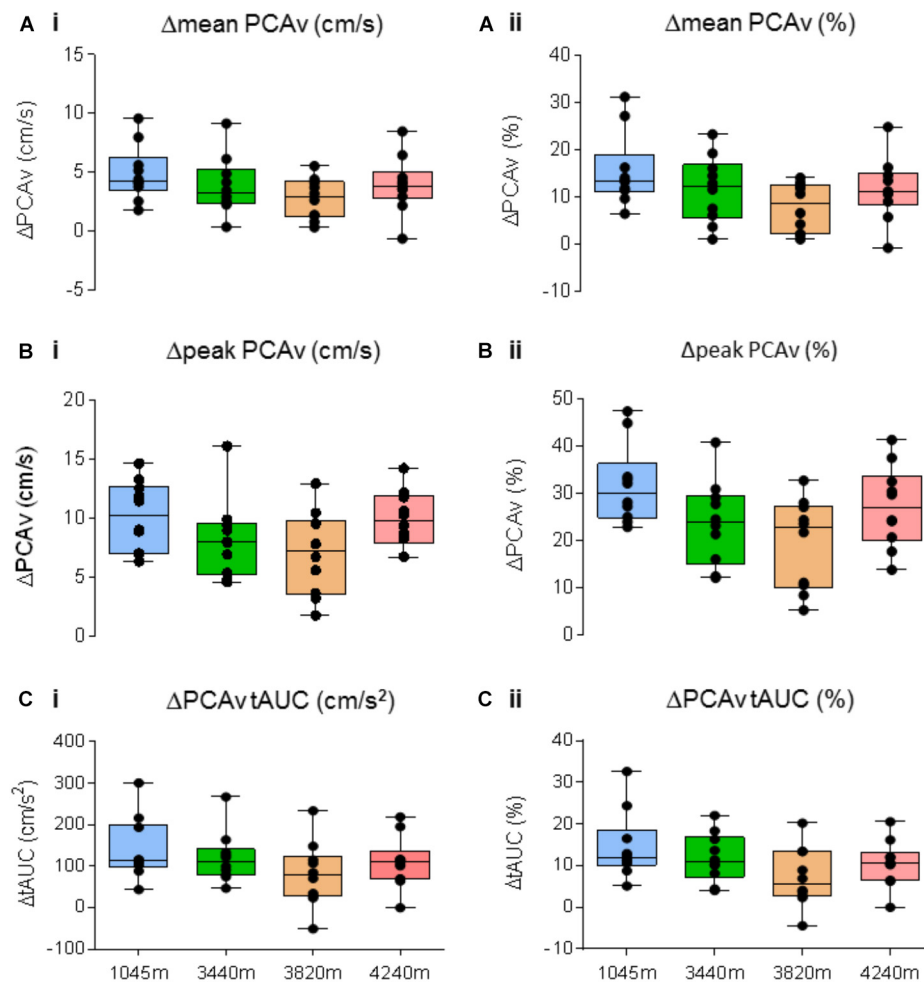 A i Δmean PCAv (cm/s)
ΔPCAv (cm/s)
15
10
5
0
-5
A ii Δmean PCAv (%)
ΔPCAv (%)
40
30
20
10
0
-10
B i Δpeak PCAv (cm/s)
ΔPCAv (cm/s)
20
15
10
5
0
B ii Δpeak PCAv (%)
ΔPCAv (%)
50
40
30
20
10
0
C i ΔPCAv tAUC (cm/s²)
ΔtAUC (cm/s²)
400
300
200
100
0
-100
1045m 3440m 3820m 4240m
C ii ΔPCAv tAUC (%)
ΔtAUC (%)
40
30
20
10
0
-10
1045m 3440m 3820m 4240m